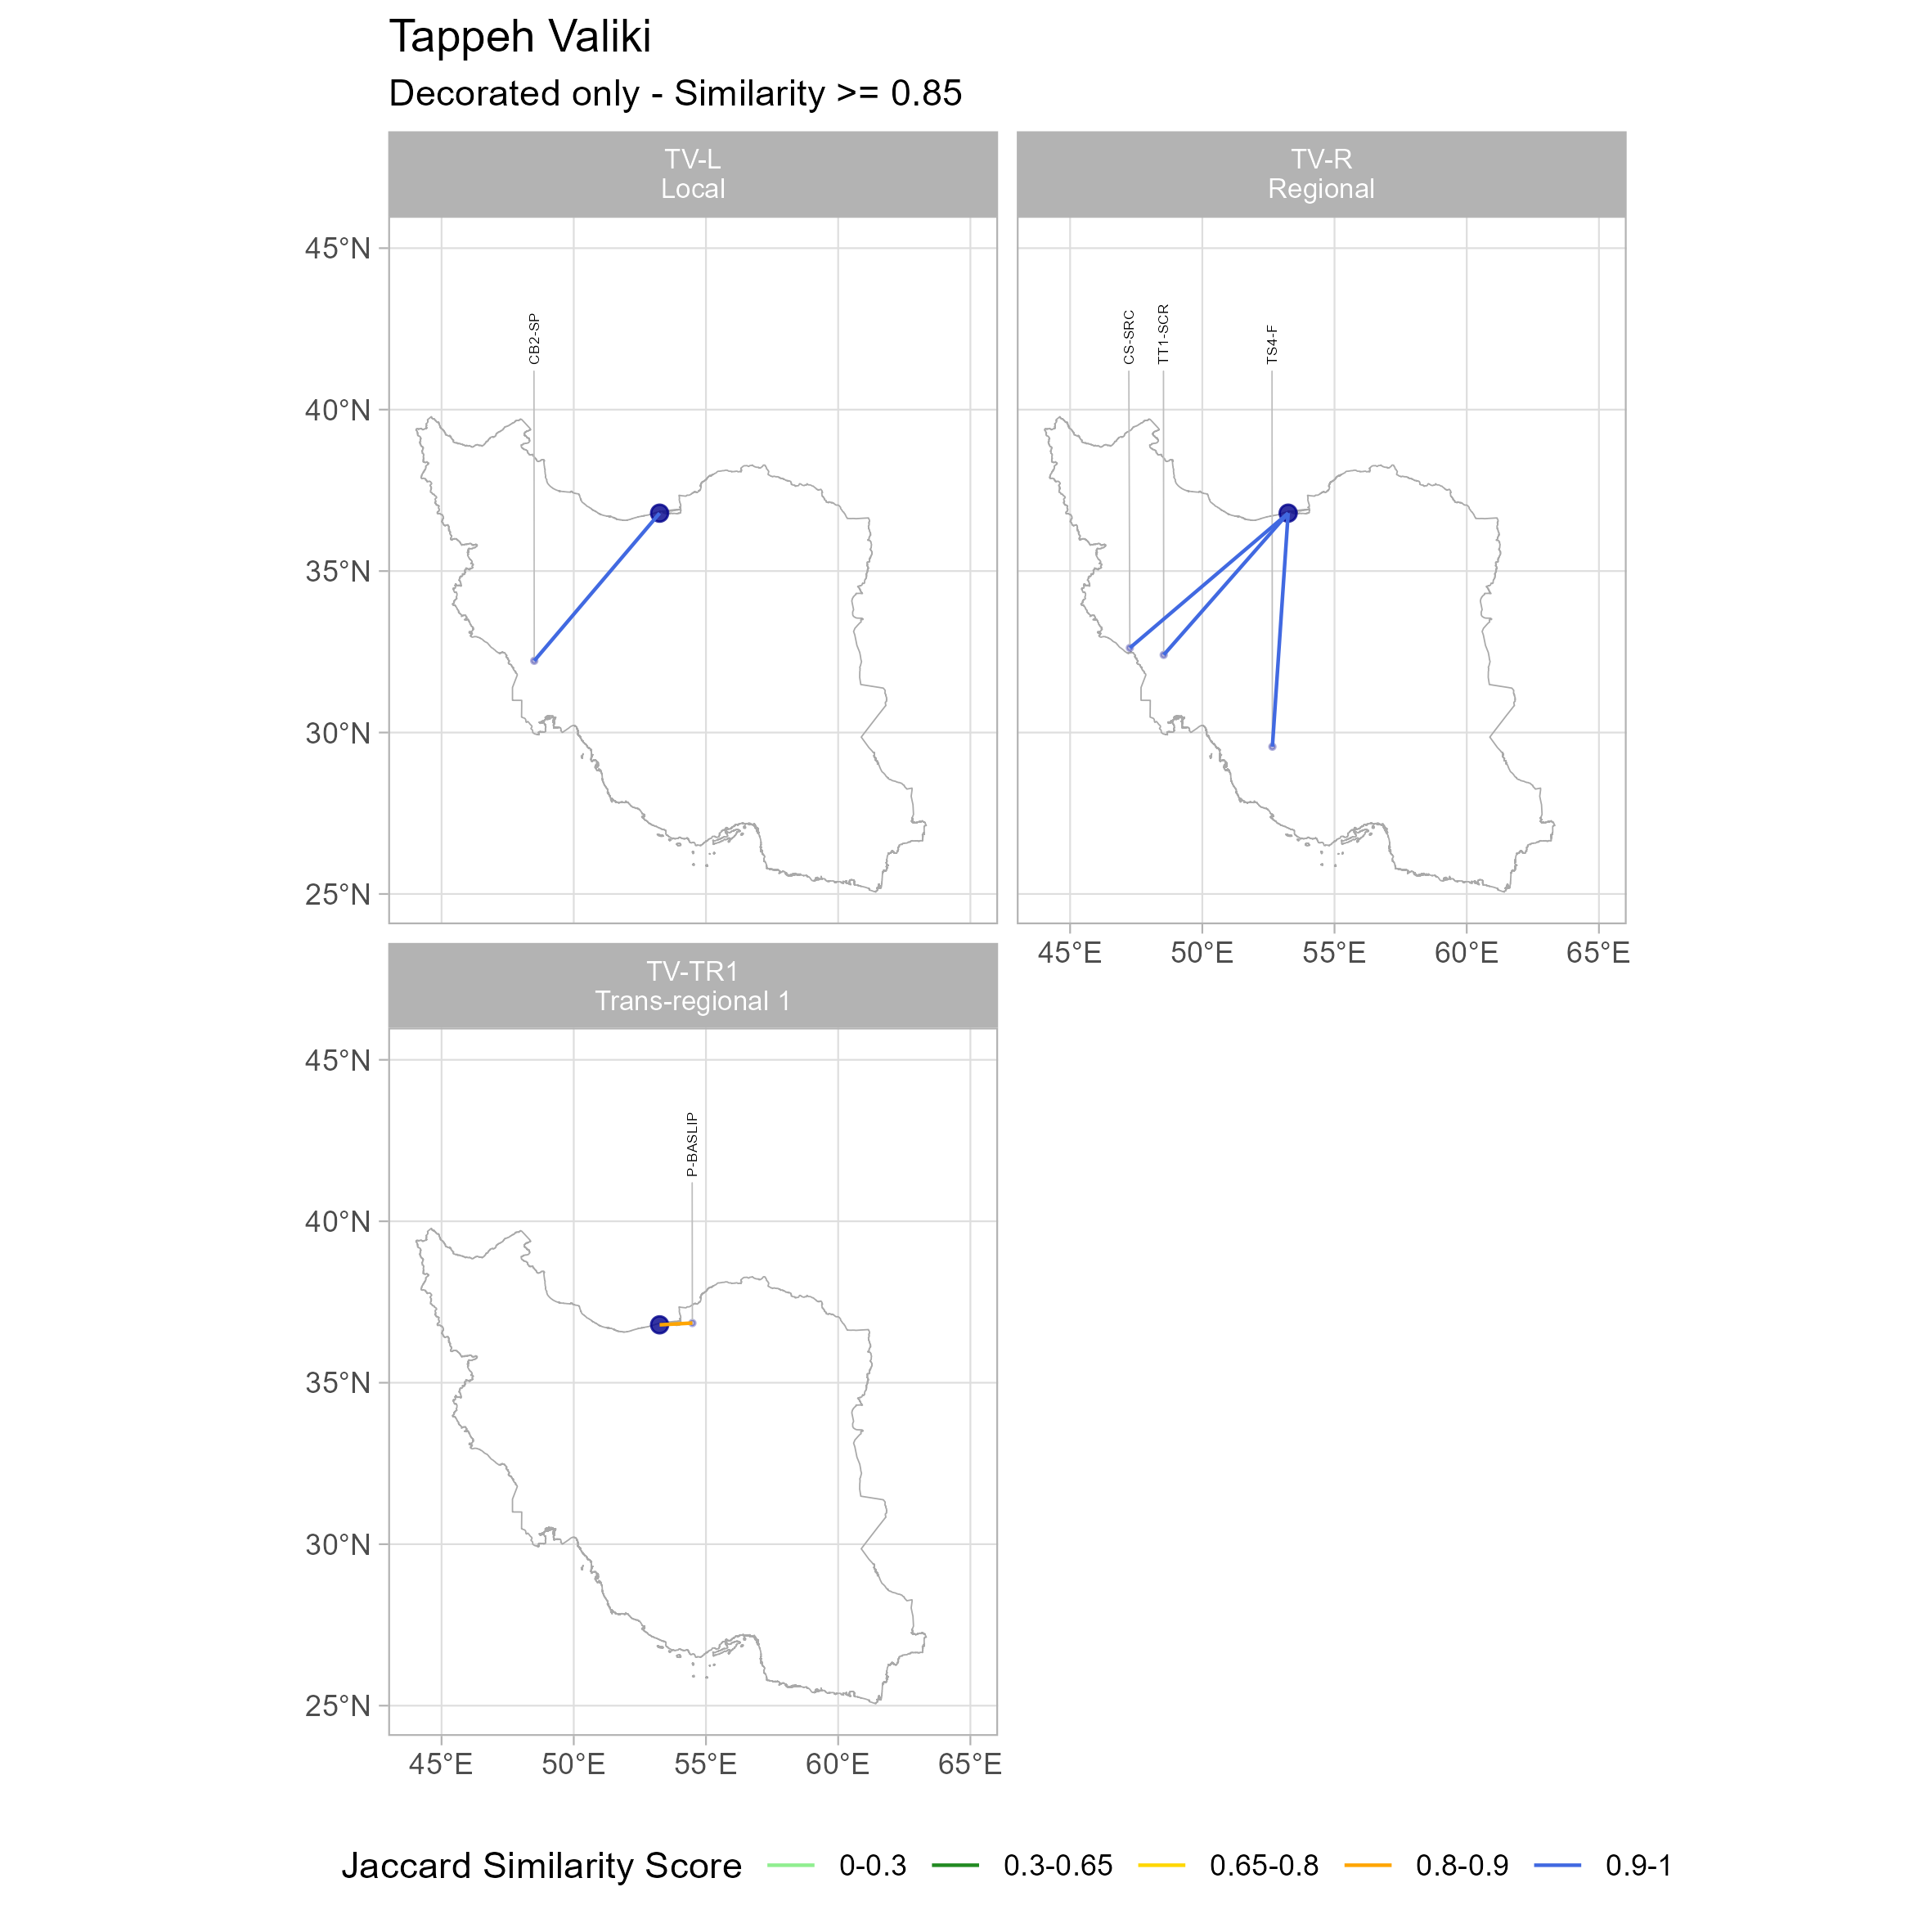 Tappeh Valiki
Decorated only - Similarity >= 0.85
TV-L
Local
TV-R
Regional
45°N
40°N
35°N
30°N
25°N
CB2-SP
CS-SRC
TT1-SCR
TS4-F
45°E 50°E 55°E 60°E 65°E
TV-TR1
Trans-regional 1
45°N
40°N
35°N
30°N
25°N
P-BASLIP
45°E 50°E 55°E 60°E 65°E
Jaccard Similarity Score 0-0.3 0.3-0.65 0.65-0.8 0.8-0.9 0.9-1